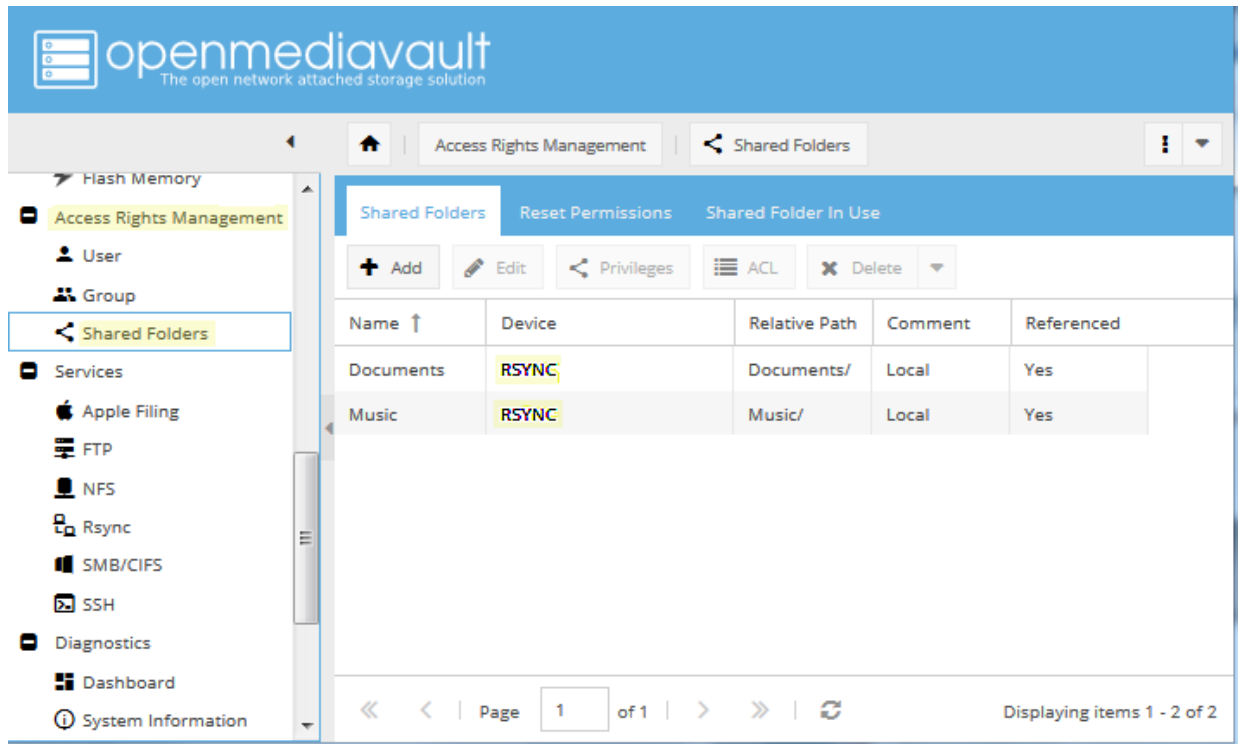 openmediavault
The open network attached storage solution
Access Rights Management
Shared Folders
Flash Memory
Access Rights Management
User
Group
Shared Folders
Services
Apple Filing
FTP
NFS
Rsync
SMB/CIFS
SSH
Diagnostics
Dashboard
System Information
Shared Folders Reset Permissions Shared Folder In Use
Add Edit Privileges ACL Delete
Name Device Relative Path Comment Referenced
Documents RSYNC Documents/ Local Yes
Music RSYNC Music/ Local Yes
Page 1 of 1 Displaying items 1 - 2 of 2